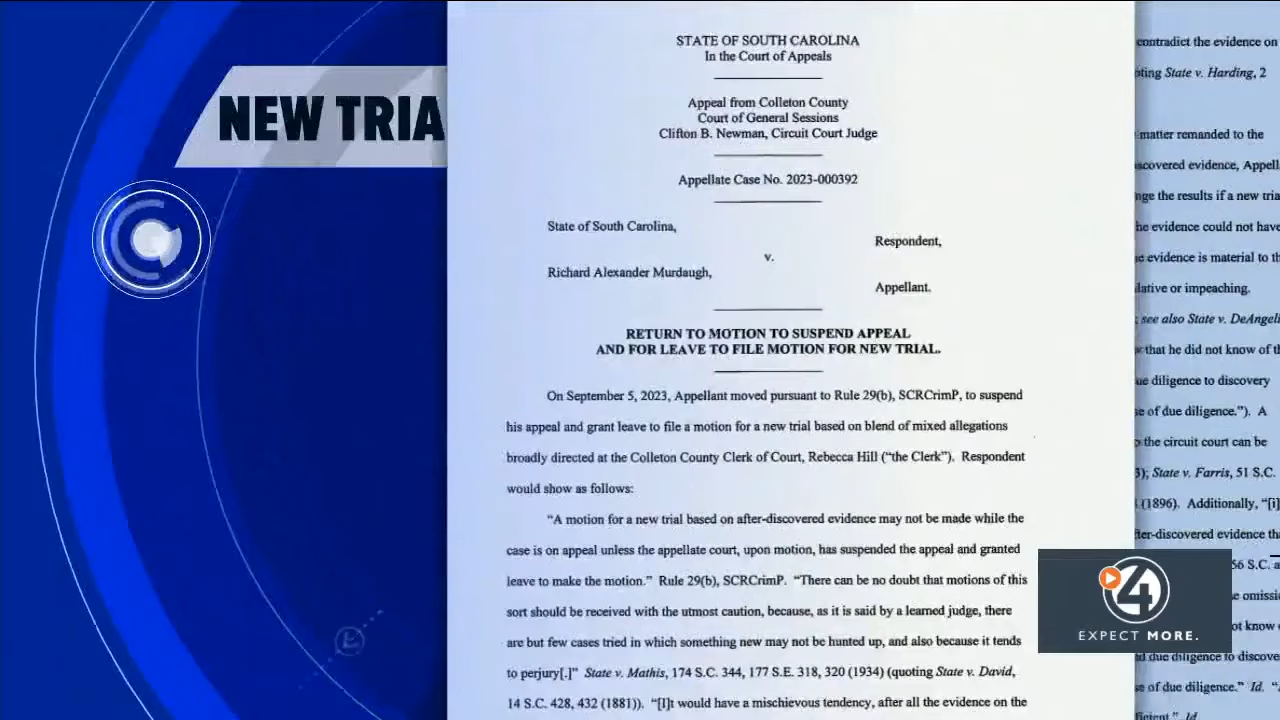 NEW TRIA
STATE OF SOUTH CAROLINA
In the Court of Appeals
Appeal from Colleton County
Court of General Sessions
Clifton B. Newman, Circuit Court Judge
Appellate Case No. 2023-000392
State of South Carolina,
Respondent,
v.
Richard Alexander Murdaugh,
Appellant.
RETURN TO MOTION TO SUSPEND APPEAL
AND FOR LEAVE TO FILE MOTION FOR NEW TRIAL.
On September 5, 2023, Appellant moved pursuant to Rule 29(b), SCRCrimP, to suspend
his appeal and grant leave to file a motion for a new trial based on blend of mixed allegations
broadly directed at the Colleton County Clerk of Court, Rebecca Hill (“the Clerk”). Respondent
would show as follows:
“A motion for a new trial based on after-discovered evidence may not be made while the
case is on appeal unless the appellate court, upon motion, has suspended the appeal and granted
leave to make the motion.” Rule 29(b), SCRCrimP. “There can be no doubt that motions of this
sort should be received with the utmost caution, because, as it is said by a learned judge, there
are but few cases tried in which something new may not be hunted up, and also because it tends
to perjury[.]” State v. Mathis, 174 S.C. 344, 177 S.E. 318, 320 (1934) (quoting State v. David,
14 S.C. 428, 432 (1881)). “[I]t would have a mischievous tendency, after all the evidence on the
contradict the evidence on
State v. Harding, 2
matter remanded to the
scovered evidence, Appell
nge the results if a new tria
he evidence could not have
evidence is material to th
lative or impeaching.
; see also State v. DeAngeli
that he did not know of th
ue diligence to discovery
se of due diligence.”). A
the circuit court can be
3); State v. Farris, 51 S.C.
(1896). Additionally, “[i]
fter-discovered evidence tha
56 S.C. a
e omissi
ot know
nd due diligence to discove
se of due diligence.” Id.
Id.
4
EXPECT MORE.